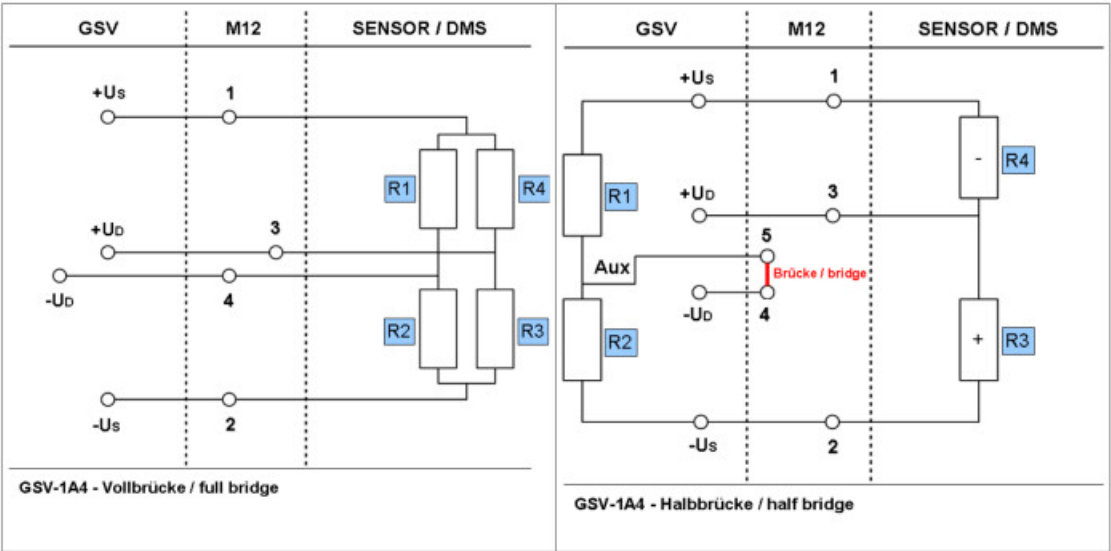 GSV M12 SENSOR / DMS
+US 1
R1 R4
+UD 3
-UD 4
R2 R3
-US 2
GSV-1A4 - Vollbrücke / full bridge
GSV M12 SENSOR / DMS
+US 1
- R4
R1 +UD 3
5
Aux Brücke / bridge
-UD 4
R2 + R3
-US 2
GSV-1A4 - Halbbrücke / half bridge